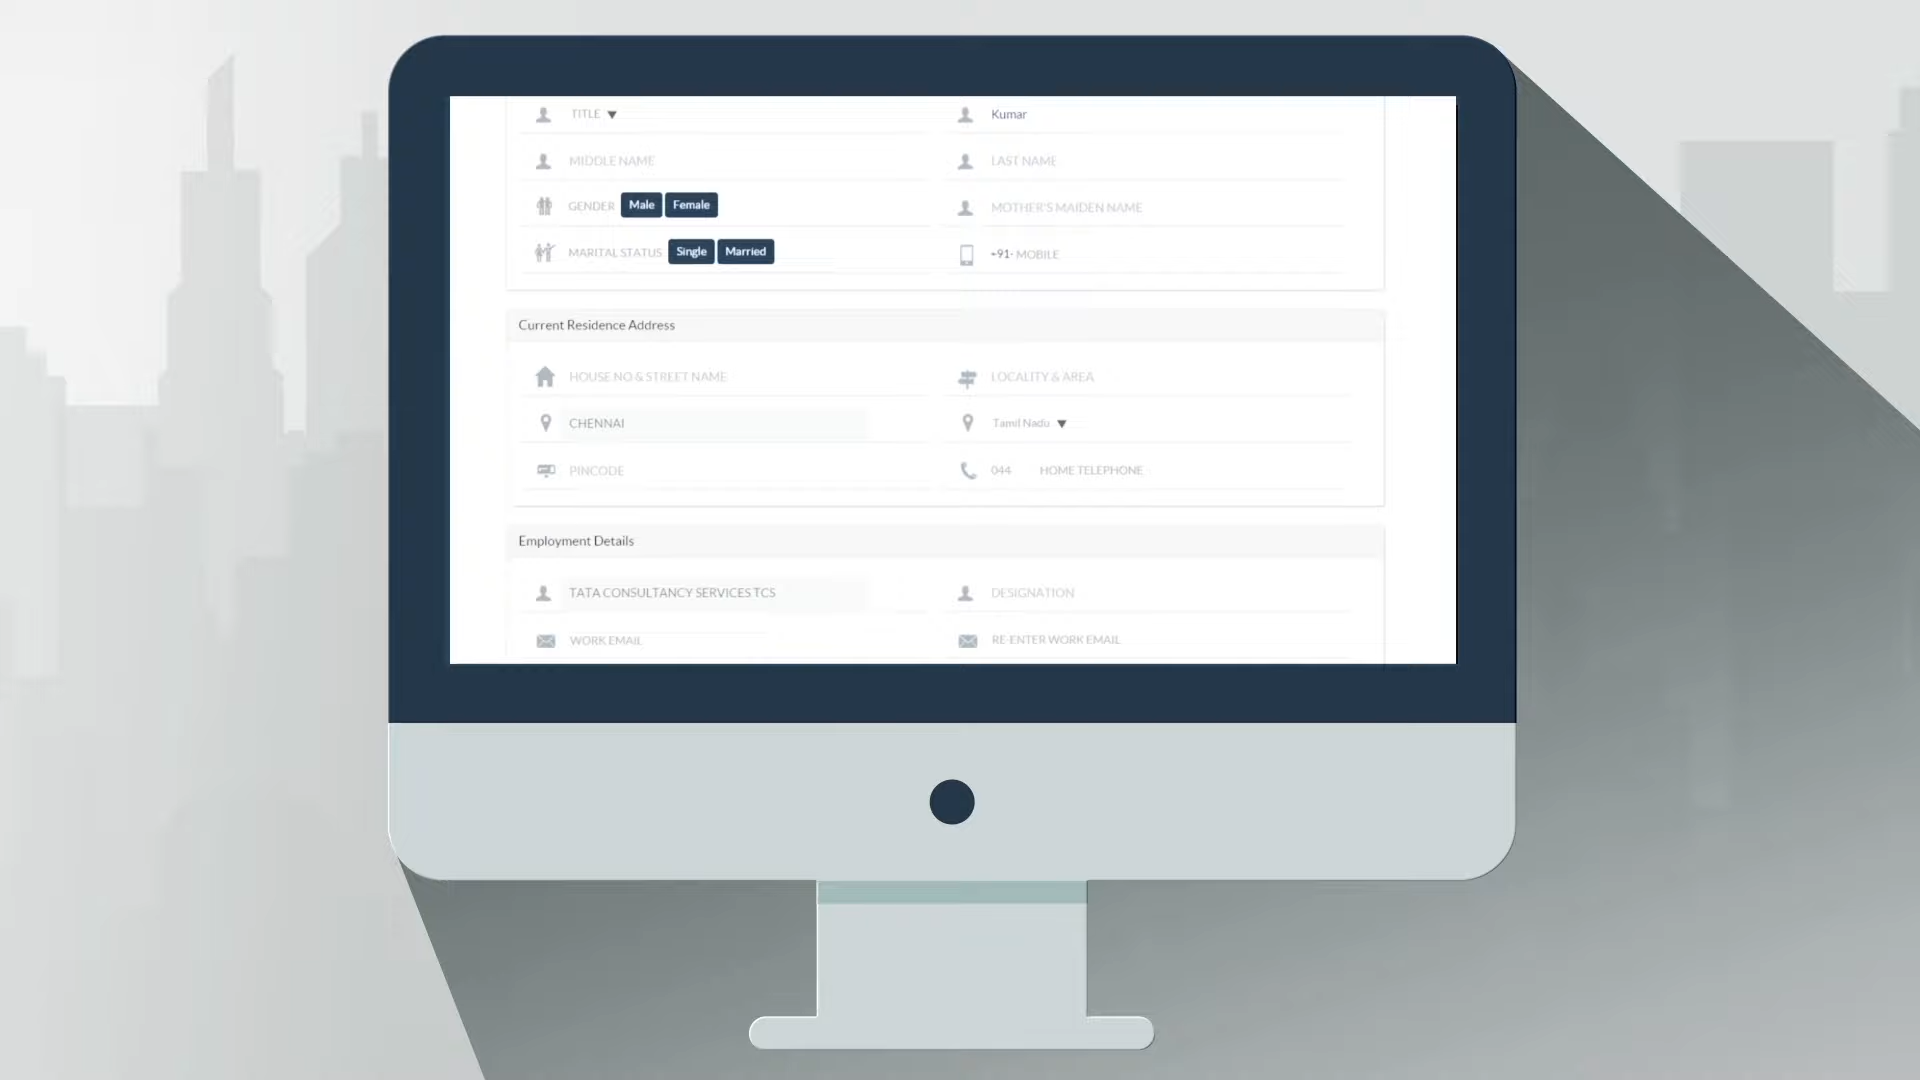 TITLE ▼ Kumar
MIDDLE NAME LAST NAME
GENDER Male Female MOTHER'S MAIDEN NAME
MARITAL STATUS Single Married +91- MOBILE
Current Residence Address
HOUSE NO & STREET NAME LOCALITY & AREA
CHENNAI Tamil Nadu ▼
PINCODE 044 HOME TELEPHONE
Employment Details
TATA CONSULTANCY SERVICES TCS DESIGNATION
WORK EMAIL RE-ENTER WORK EMAIL